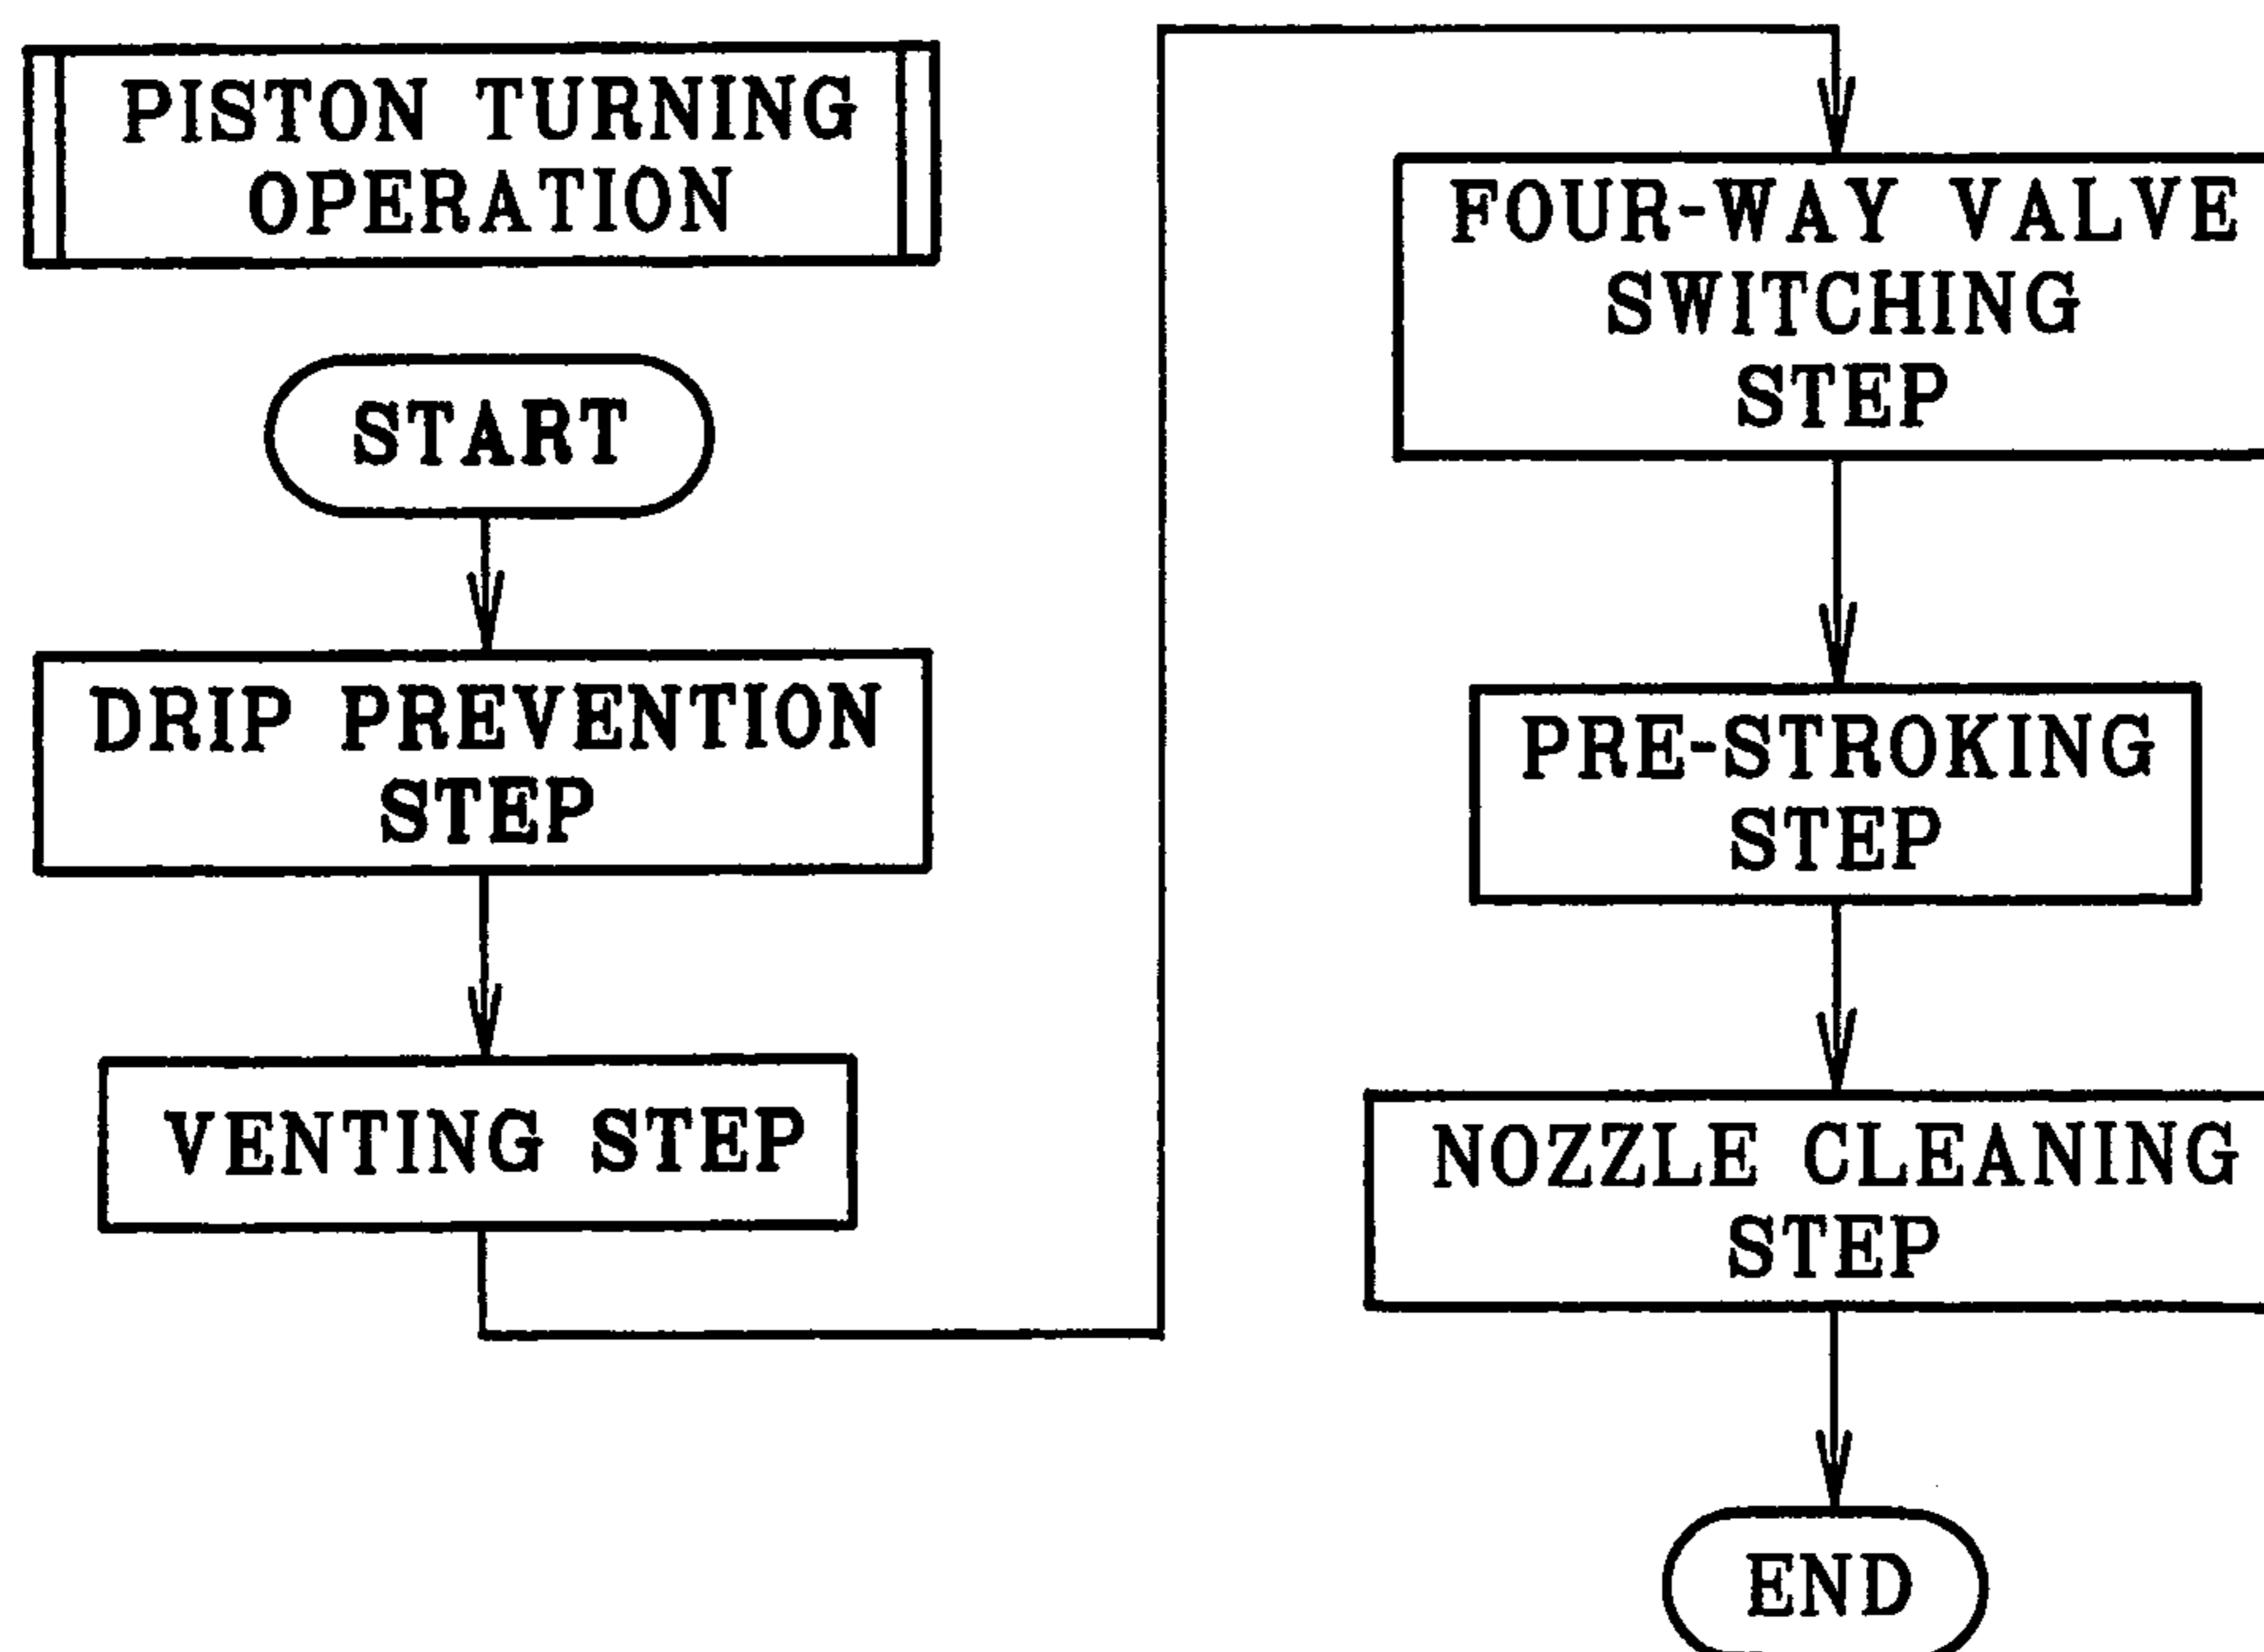 PISTON TURNING
OPERATION
START
DRIP PREVENTION
STEP
VENTING STEP
FOUR-WAY VALVE
SWITCHING
STEP
PRE-STROKING
STEP
NOZZLE CLEANING
STEP
END